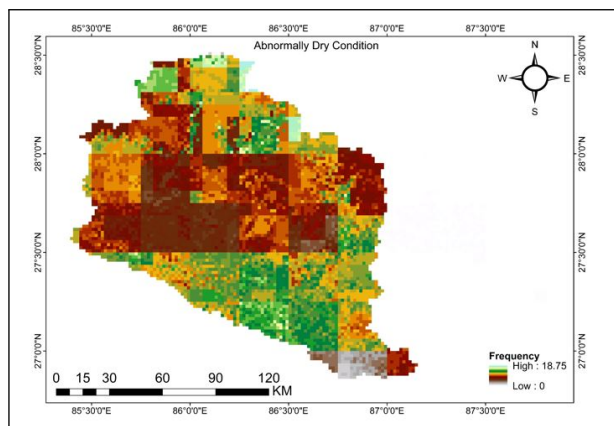 Abnormally Dry Condition
85°30'0"E 86°0'0"E 86°30'0"E 87°0'0"E 87°30'0"E
28°30'0"N 28°30'0"N
28°0'0"N 28°0'0"N
27°30'0"N 27°30'0"N
27°0'0"N 27°0'0"N
N
W E
S
Frequency
High : 18.75
Low : 0
0 15 30 60 90 120
KM
85°30'0"E 86°0'0"E 86°30'0"E 87°0'0"E 87°30'0"E